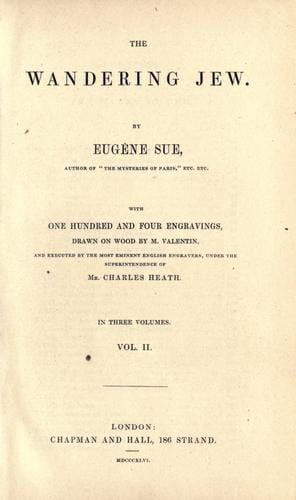 THE
WANDERING JEW.
BY
EUGÈNE SUE,
AUTHOR OF "THE MYSTERIES OF PARIS," ETC. ETC.
WITH
ONE HUNDRED AND FOUR ENGRAVINGS,
DRAWN ON WOOD BY M. VALENTIN,
AND EXECUTED BY THE MOST EMINENT ENGLISH ENGRAVERS, UNDER THE
SUPERINTENDENCE OF
MR. CHARLES HEATH.
IN THREE VOLUMES.
VOL. II.
LONDON:
CHAPMAN AND HALL, 186 STRAND.
MDCCCXLVI.